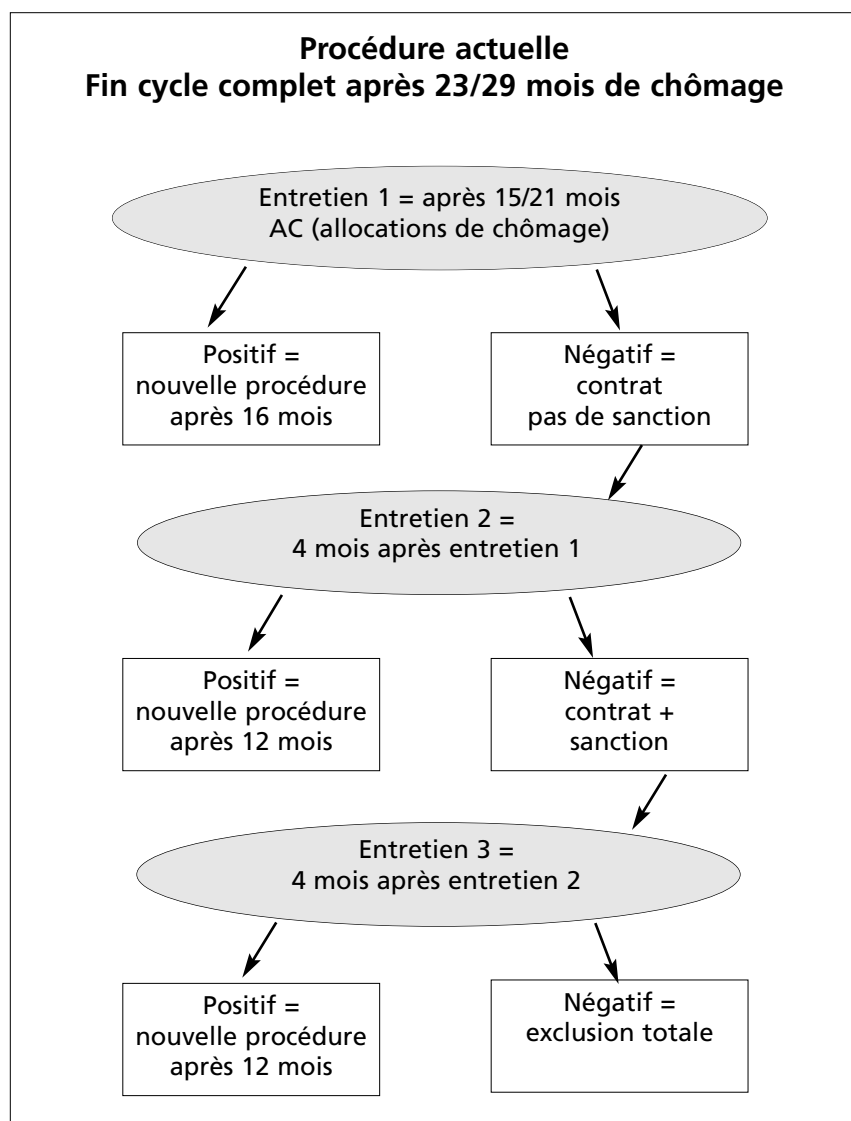 Procédure actuelle
Fin cycle complet après 23/29 mois de chômage
Entretien 1 = après 15/21 mois
AC (allocations de chômage)
Positif =
nouvelle procédure
après 16 mois
Négatif =
contrat
pas de sanction
Entretien 2 =
4 mois après entretien 1
Positif =
nouvelle procédure
après 12 mois
Négatif =
contrat +
sanction
Entretien 3 =
4 mois après entretien 2
Positif =
nouvelle procédure
après 12 mois
Négatif =
exclusion totale